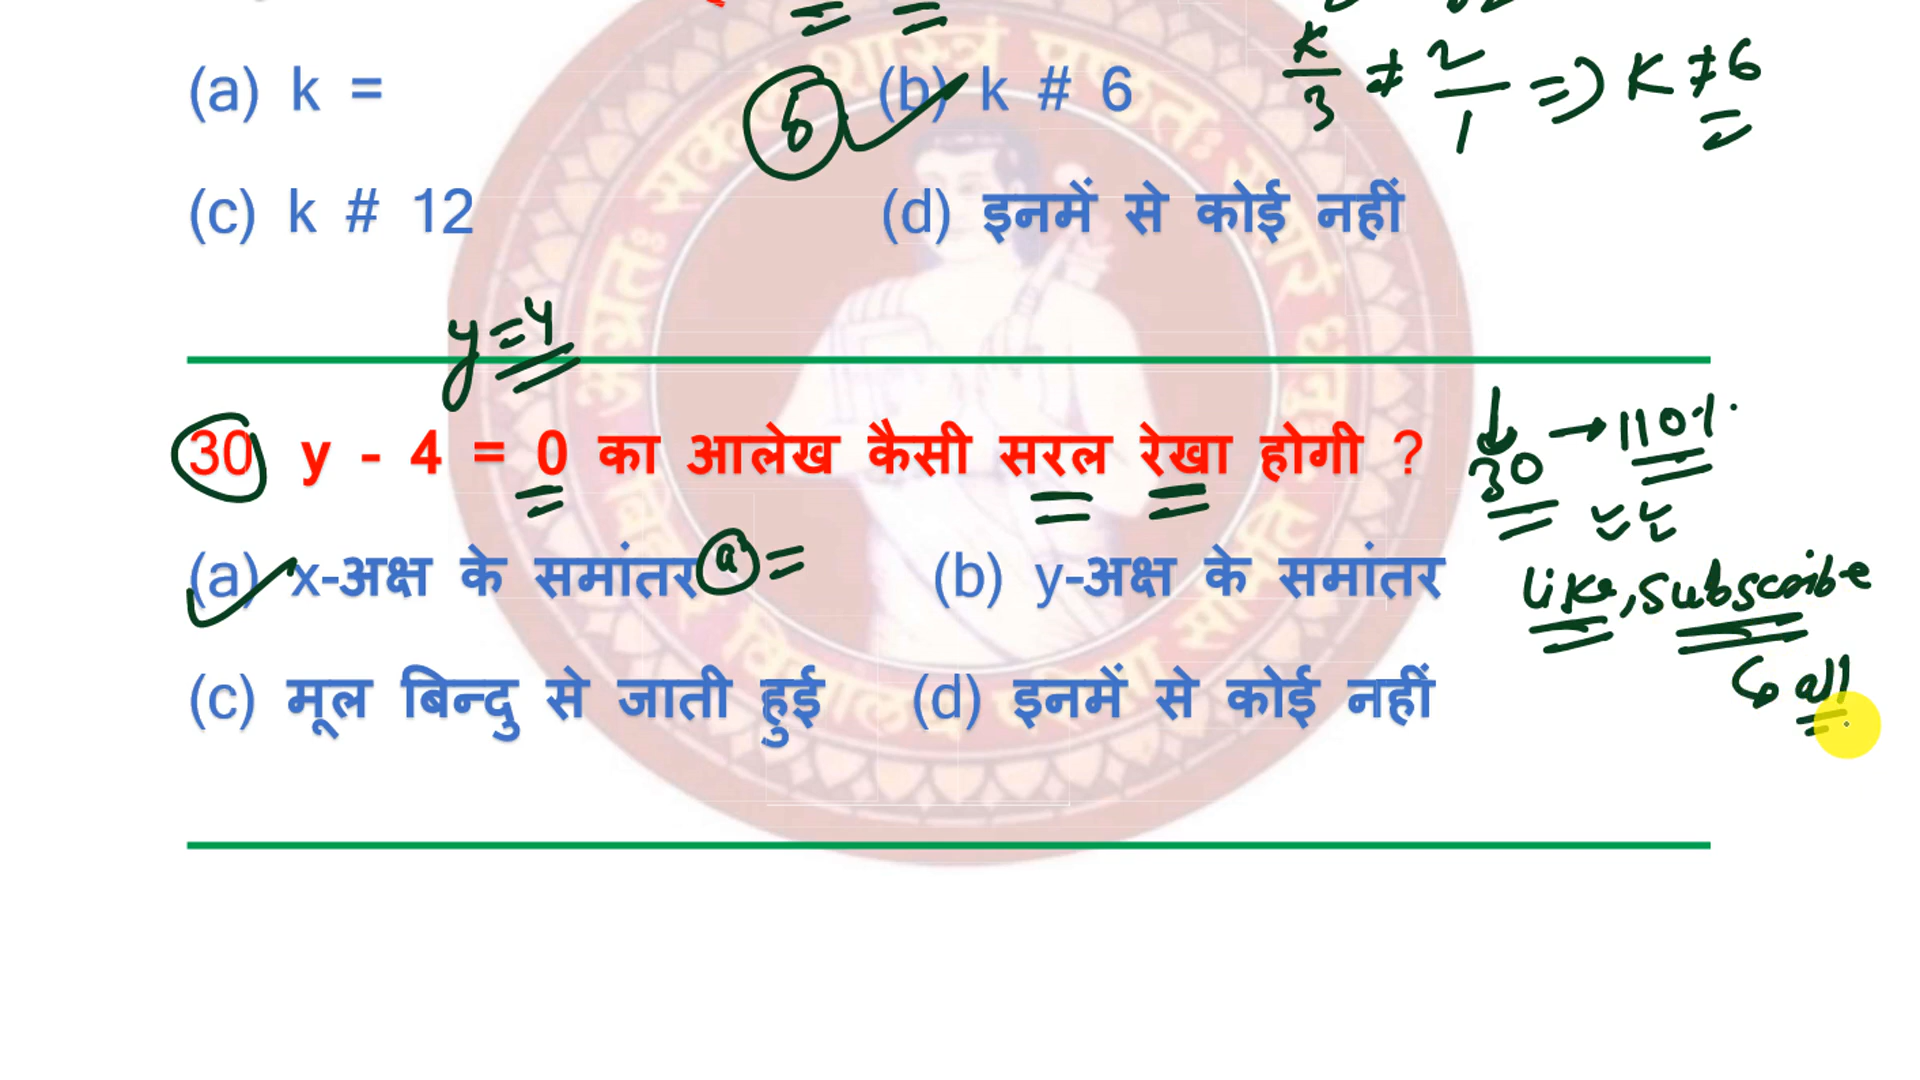 k/3 ≠ 2/1 => K ≠ 6
(a) k = (b) k # 6
b
(c) k # 12 (d) इनमें से कोई नहीं
y = 4
30 y - 4 = 0 का आलेख कैसी सरल रेखा होगी ?
30 → 110%.
(a) x-अक्ष के समांतर (b) y-अक्ष के समांतर
a =
Like, Subscribe
(c) मूल बिन्दु से जाती हुई (d) इनमें से कोई नहीं
all